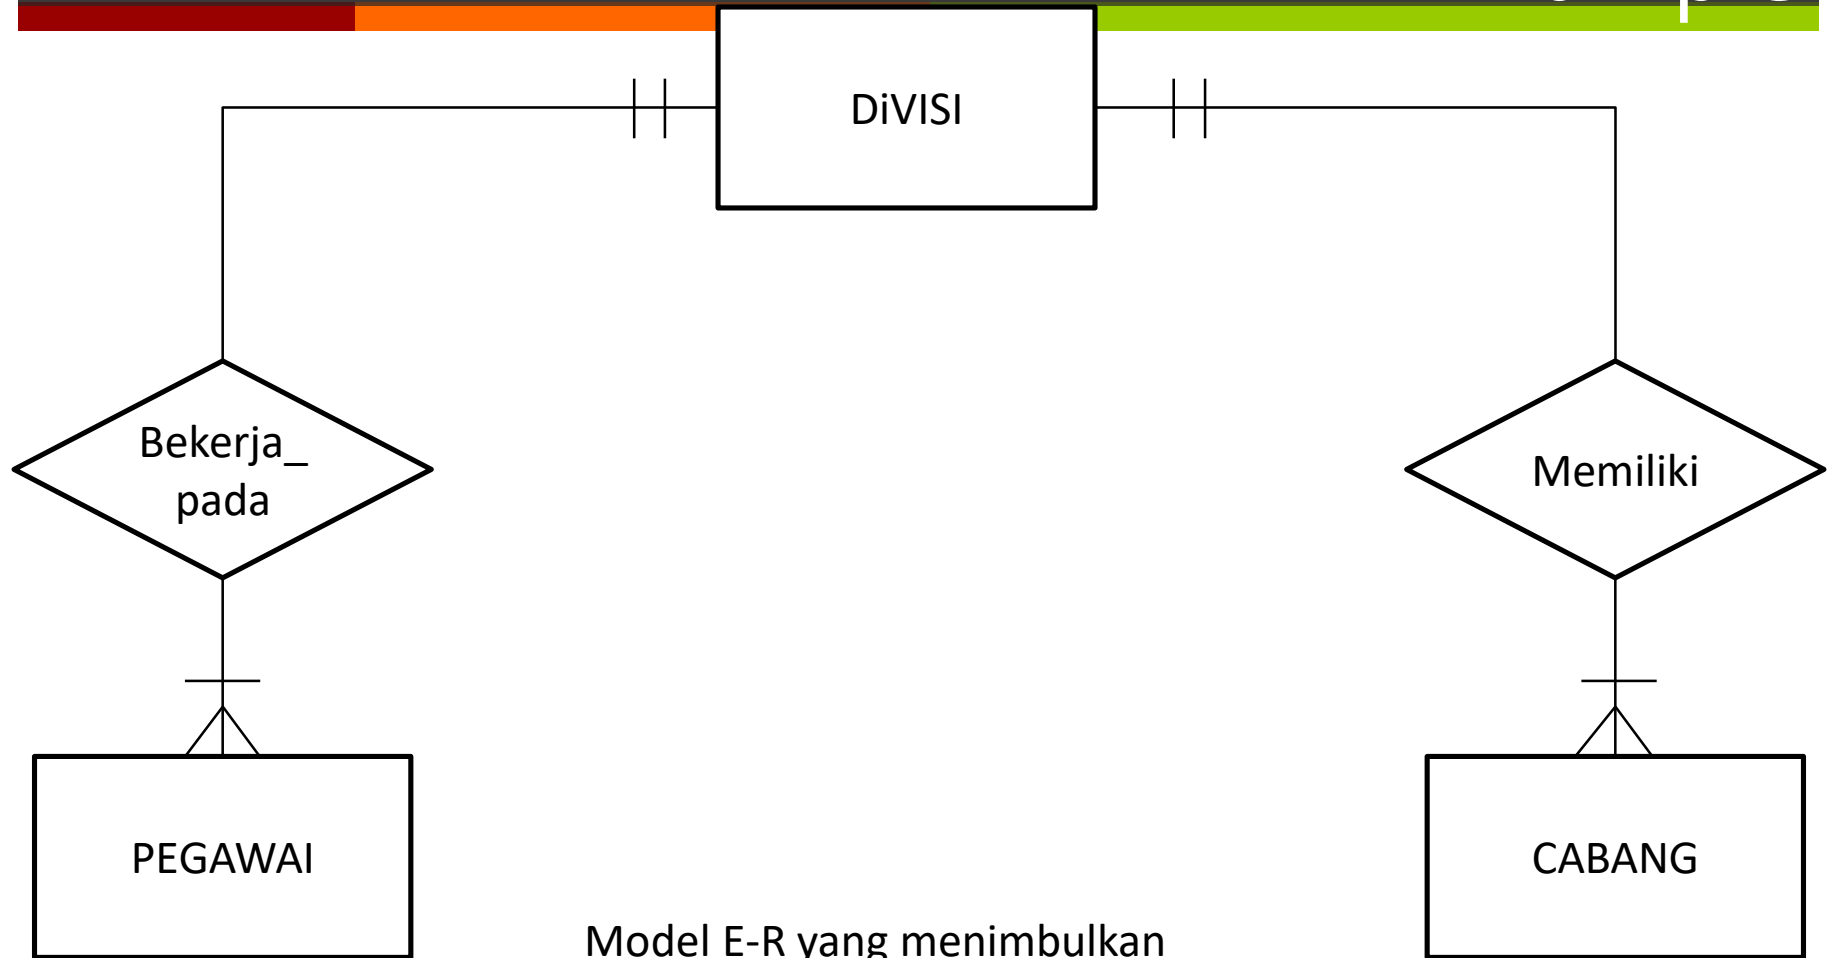 DiVISI
Bekerja_
pada
Memiliki
PEGAWAI
CABANG
Model E-R yang menimbulkan